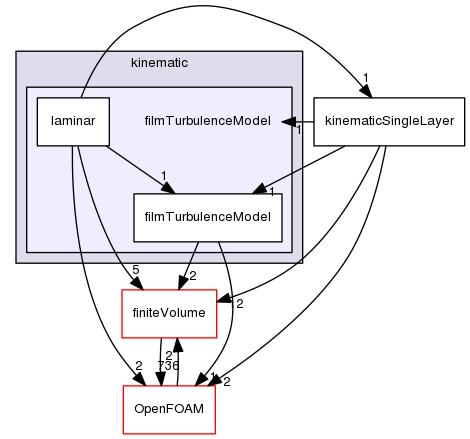 kinematic
1
laminar
filmTurbulenceModel
kinematicSingleLayer
1
1
1
filmTurbulenceModel
5
2
2
finiteVolume
2
736
2
1
2
OpenFOAM